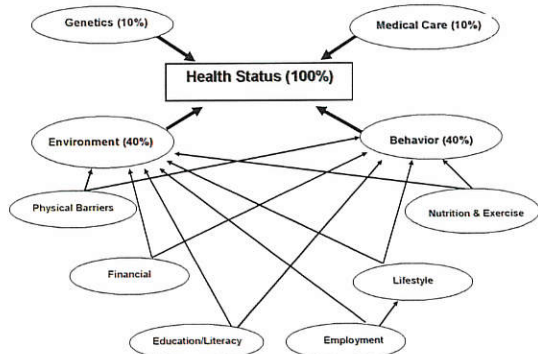 Genetics (10%)
Medical Care (10%)
Health Status (100%)
Environment (40%)
Behavior (40%)
Physical Barriers
Nutrition & Exercise
Financial
Lifestyle
Education/Literacy
Employment